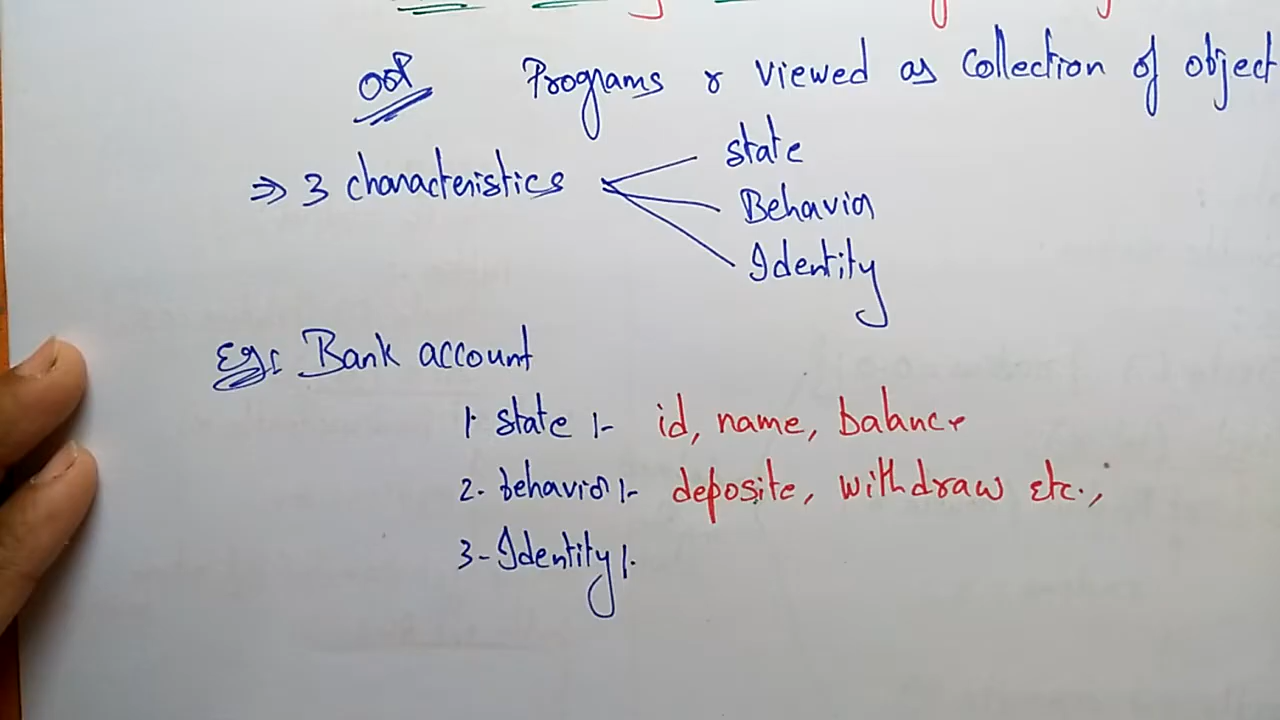 OOP Programs r viewed as Collection of object
⇒ 3 characteristics
state
Behavior
Identity
Eg: Bank account
1. state :- id, name, balance
2. behavior :- deposite, withdraw etc.,
3- Identity :-